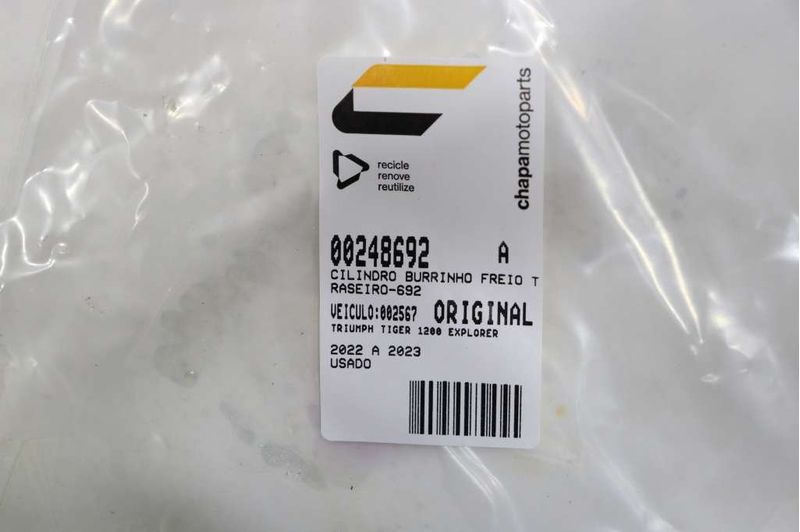 chapamotoparts
recicle
renove
reutilize
00248692 A
CILINDRO BURRINHO FREIO T
RASEIRO-692
VEICULO:002567 ORIGINAL
TRIUMPH TIGER 1200 EXPLORER
2022 A 2023
USADO